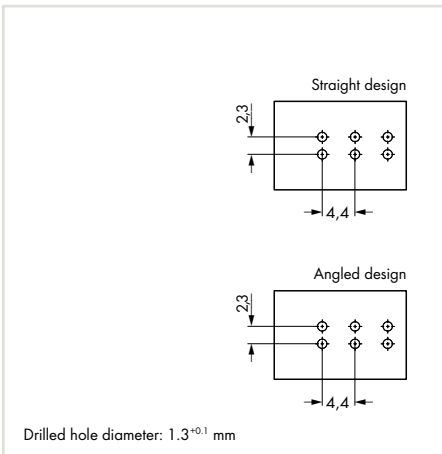 Straight design
2,3
4,4
Angled design
2,3
4,4
Drilled hole diameter: 1.3⁺⁰·¹ mm